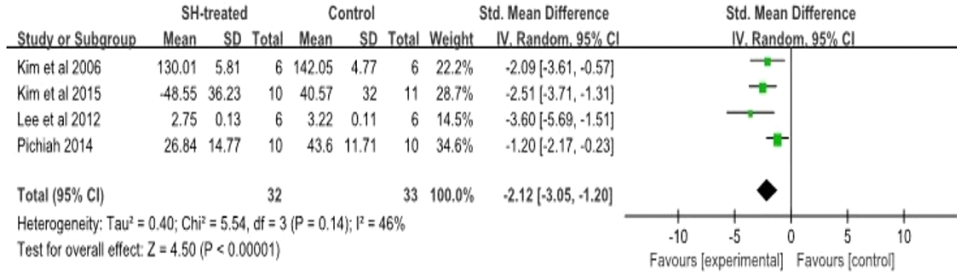 SH-treated Control Std. Mean Difference Std. Mean Difference
Study or Subgroup Mean SD Total Mean SD Total Weight IV, Random, 95% CI IV, Random, 95% CI
Kim et al 2006 130.01 5.81 6 142.05 4.77 6 22.2% -2.09 [-3.61, -0.57]
Kim et al 2015 -48.55 36.23 10 40.57 32 11 28.7% -2.51 [-3.71, -1.31]
Lee et al 2012 2.75 0.13 6 3.22 0.11 6 14.5% -3.60 [-5.69, -1.51]
Pichiah 2014 26.84 14.77 10 43.6 11.71 10 34.6% -1.20 [-2.17, -0.23]
Total (95% CI) 32 33 100.0% -2.12 [-3.05, -1.20]
Heterogeneity: Tau² = 0.40; Chi² = 5.54, df = 3 (P = 0.14); I² = 46%
Test for overall effect: Z = 4.50 (P < 0.00001)
-10 -5 0 5 10
Favours [experimental] Favours [control]